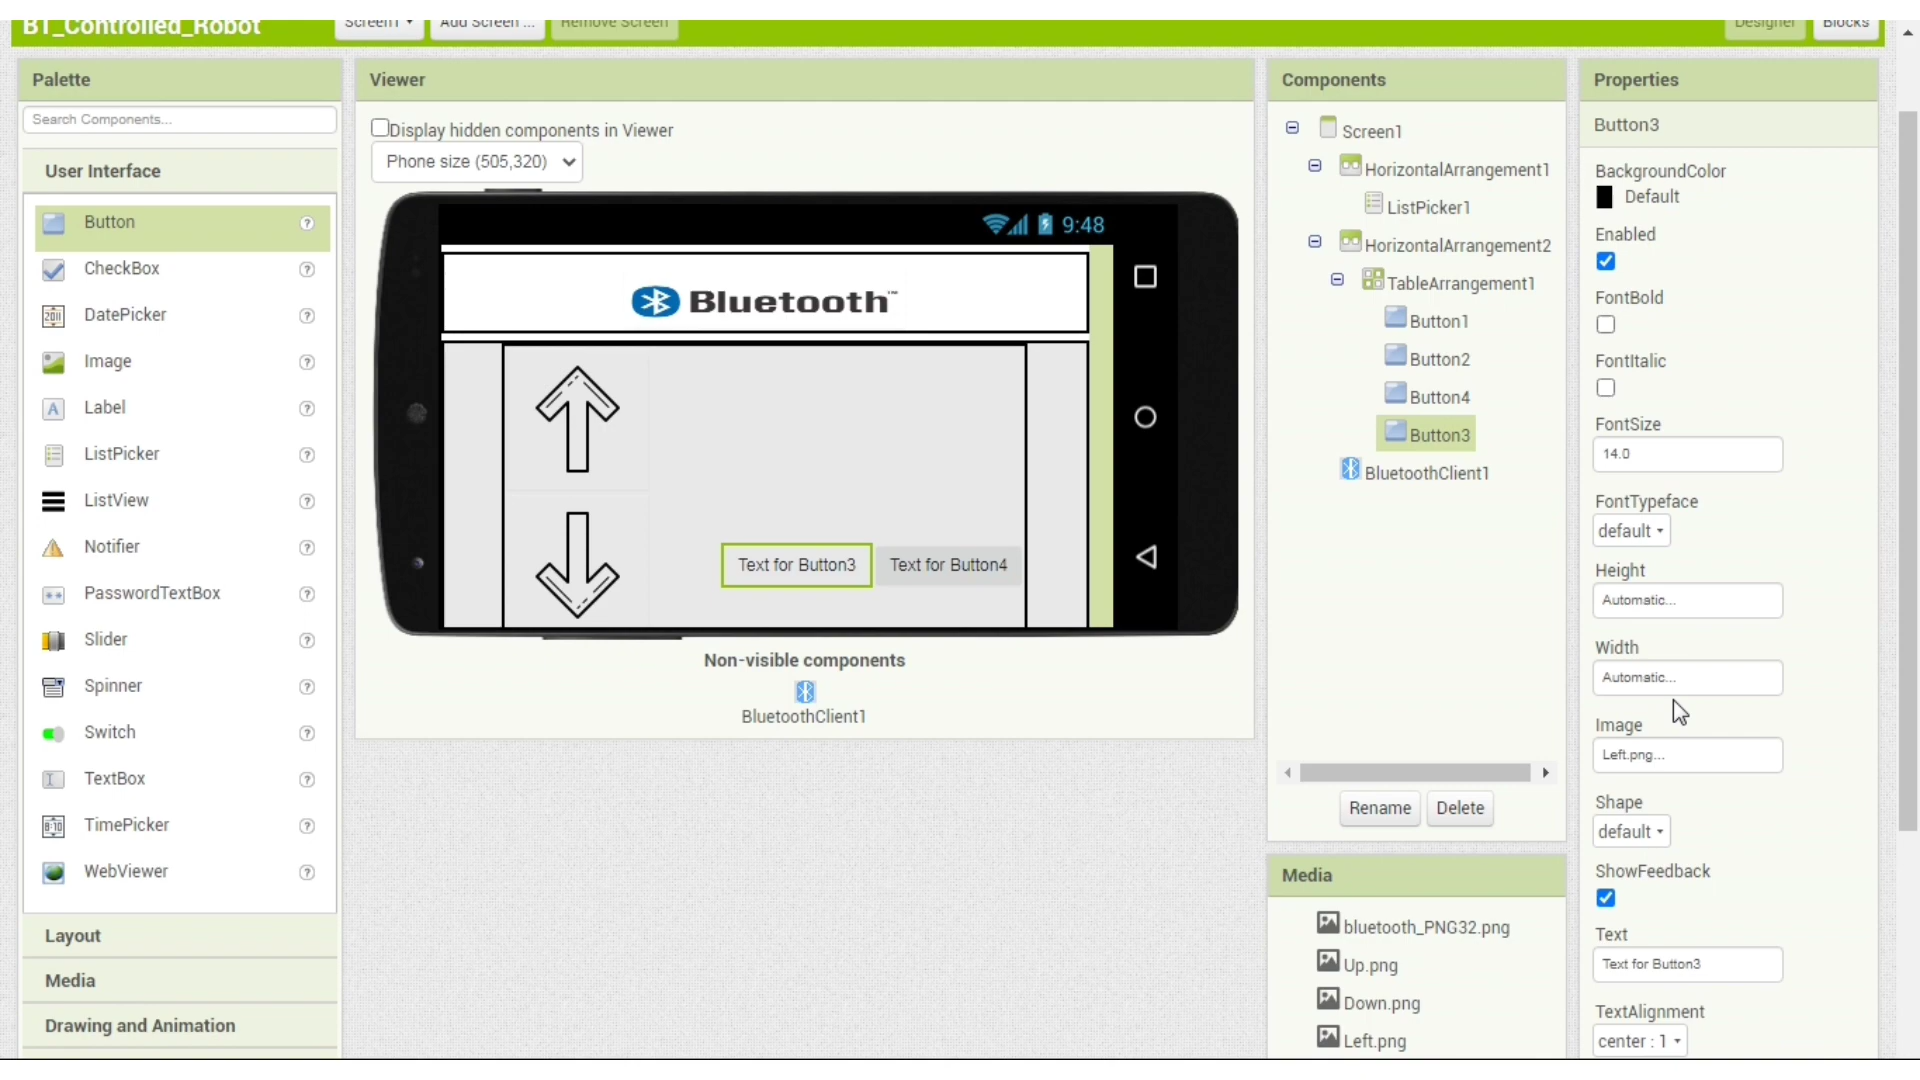 BT_Controlled_Robot
Screen1
Add Screen ...
Remove Screen
Designer
Blocks
Palette
Search Components...
User Interface
Button
CheckBox
DatePicker
Image
Label
ListPicker
ListView
Notifier
PasswordTextBox
Slider
Spinner
Switch
TextBox
TimePicker
WebViewer
Layout
Media
Drawing and Animation
Viewer
Display hidden components in Viewer
Phone size (505,320)
9:48
Bluetooth™
Text for Button3
Text for Button4
Non-visible components
BluetoothClient1
Components
Screen1
HorizontalArrangement1
ListPicker1
HorizontalArrangement2
TableArrangement1
Button1
Button2
Button4
Button3
BluetoothClient1
Rename
Delete
Media
bluetooth_PNG32.png
Up.png
Down.png
Left.png
Properties
Button3
BackgroundColor
Default
Enabled
FontBold
FontItalic
FontSize
14.0
FontTypeface
default
Height
Automatic...
Width
Automatic...
Image
Left.png...
Shape
default
ShowFeedback
Text
Text for Button3
TextAlignment
center : 1